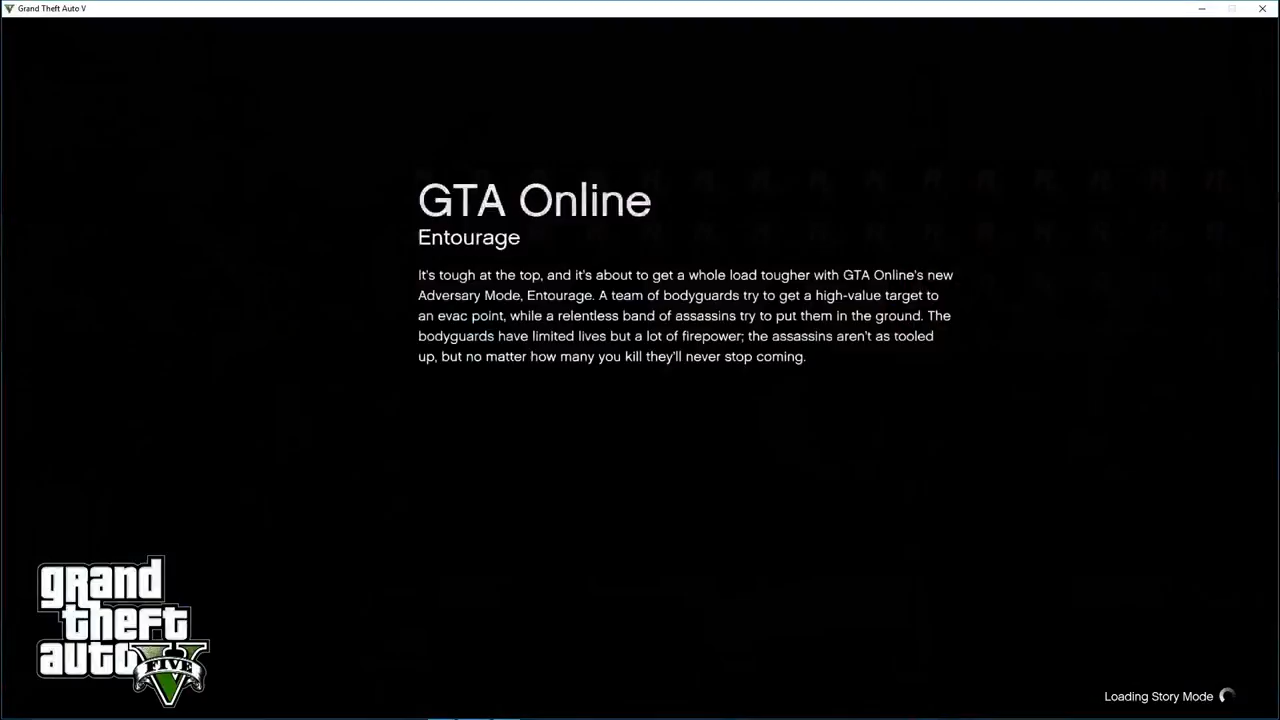 Grand Theft Auto V
GTA Online
Entourage
It's tough at the top, and it's about to get a whole load tougher with GTA Online's new
Adversary Mode, Entourage. A team of bodyguards try to get a high-value target to
an evac point, while a relentless band of assassins try to put them in the ground. The
bodyguards have limited lives but a lot of firepower; the assassins aren't as tooled
up, but no matter how many you kill they'll never stop coming.
grand
theft
auto V
FIVE
Loading Story Mode